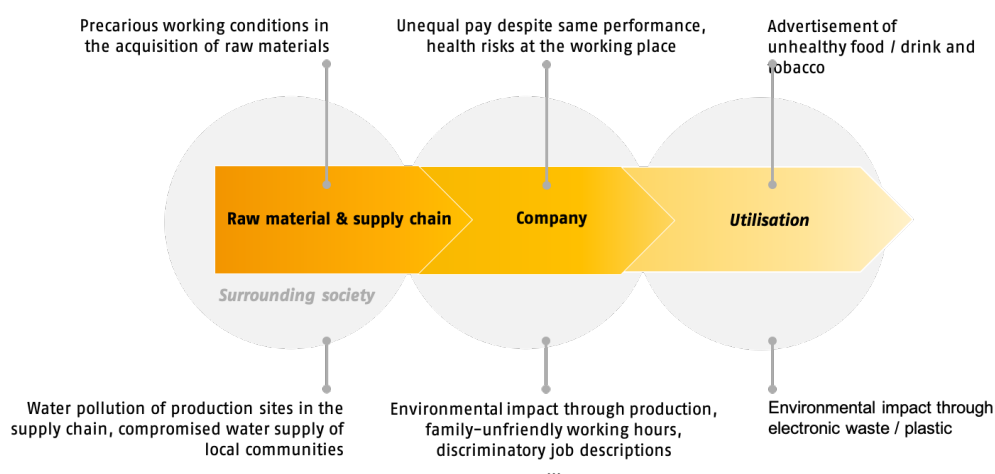 Precarious working conditions in
the acquisition of raw materials
Unequal pay despite same performance,
health risks at the working place
Advertisement of
unhealthy food / drink and
tobacco
Raw material & supply chain
Company
Utilisation
Surrounding society
Water pollution of production sites in the
supply chain, compromised water supply of
local communities
Environmental impact through production,
family-unfriendly working hours,
discriminatory job descriptions
...
Environmental impact through
electronic waste / plastic